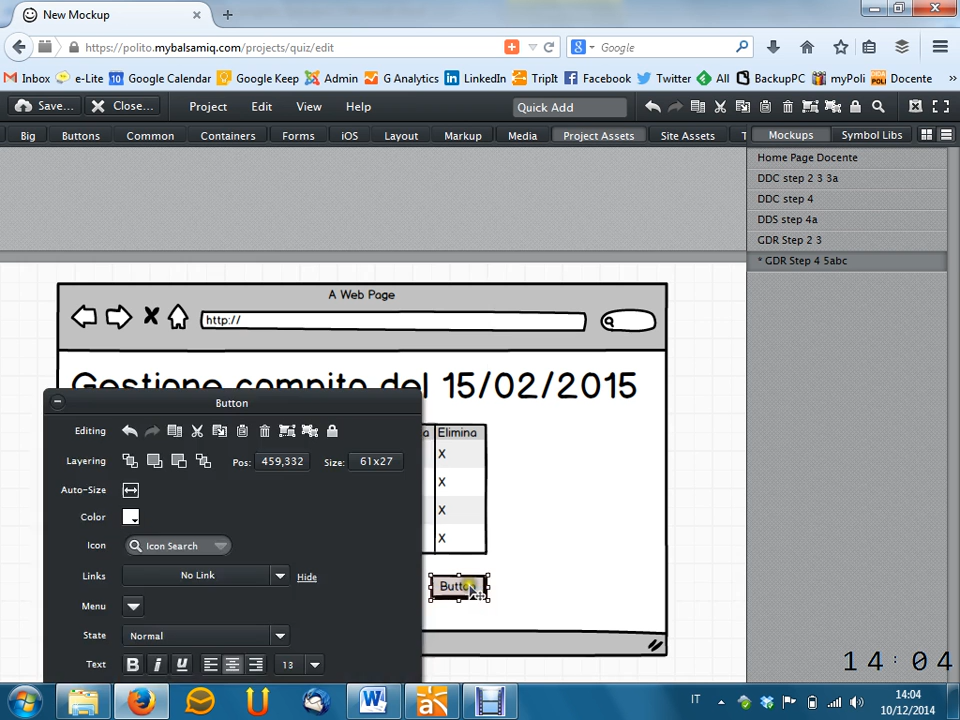 New Mockup
https://polito.mybalsamiq.com/projects/quiz/edit
Google
Inbox e-Lite Google Calendar Google Keep Admin G Analytics LinkedIn TripIt Facebook Twitter All BackupPC myPoli Docente »
Save... Close... Project Edit View Help Quick Add
Big Buttons Common Containers Forms iOS Layout Markup Media Project Assets Site Assets T Mockups Symbol Libs
Home Page Docente
DDC step 2 3 3a
DDC step 4
DDS step 4a
GDR Step 2 3
* GDR Step 4 5abc
A Web Page
http://
Gestione compito del 15/02/2015
Button
a Elimina
Editing
X
Layering Pos: 459,332 Size: 61x27
X
Auto-Size
X
Color
X
Icon Icon Search
Links No Link Hide
Button
Menu
State Normal
Text B i U 13
14:04
IT 14:04
10/12/2014